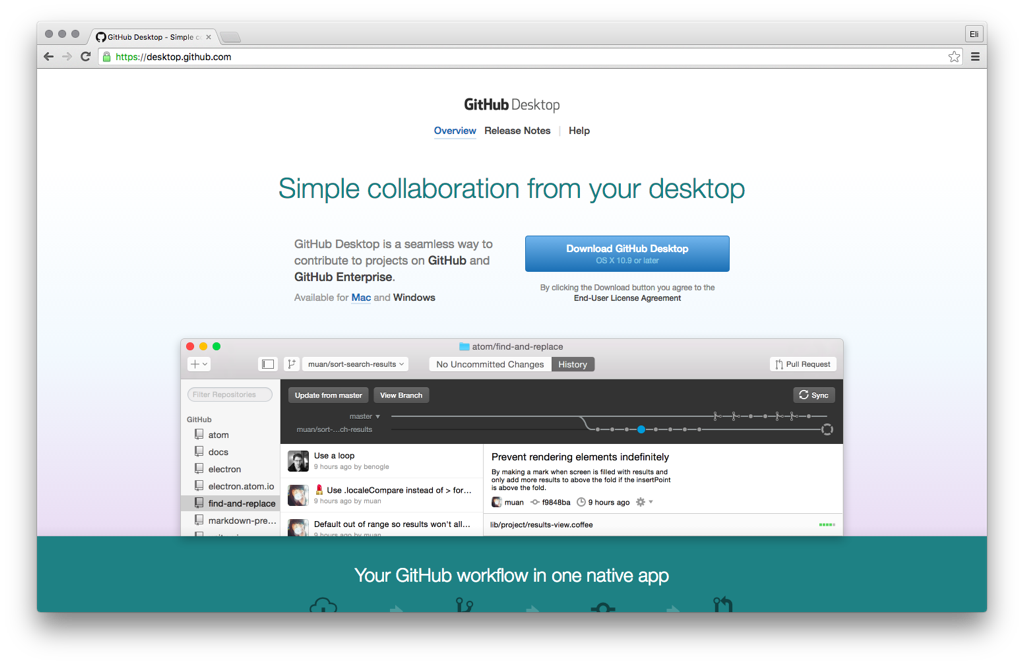 GitHub Desktop - Simple c
Eli
https://desktop.github.com
GitHub Desktop
Overview Release Notes Help
Simple collaboration from your desktop
GitHub Desktop is a seamless way to
contribute to projects on GitHub and
GitHub Enterprise.
Available for Mac and Windows
Download GitHub Desktop
OS X 10.9 or later
By clicking the Download button you agree to the
End-User License Agreement
atom/find-and-replace
muan/sort-search-results No Uncommitted Changes History Pull Request
Filter Repositories
Update from master View Branch Sync
master
muan/sort-...ch-results
GitHub
atom
docs
electron
electron.atom.io
find-and-replace
markdown-pre...
Use a loop
9 hours ago by benogle
Use .localeCompare instead of > for...
9 hours ago by muan
Default out of range so results won't all...
9 hours ago by muan
Prevent rendering elements indefinitely
By making a mark when screen is filled with results and
only add more results to above the fold if the insertPoint
is above the fold.
muan f9848ba 9 hours ago
lib/project/results-view.coffee
Your GitHub workflow in one native app